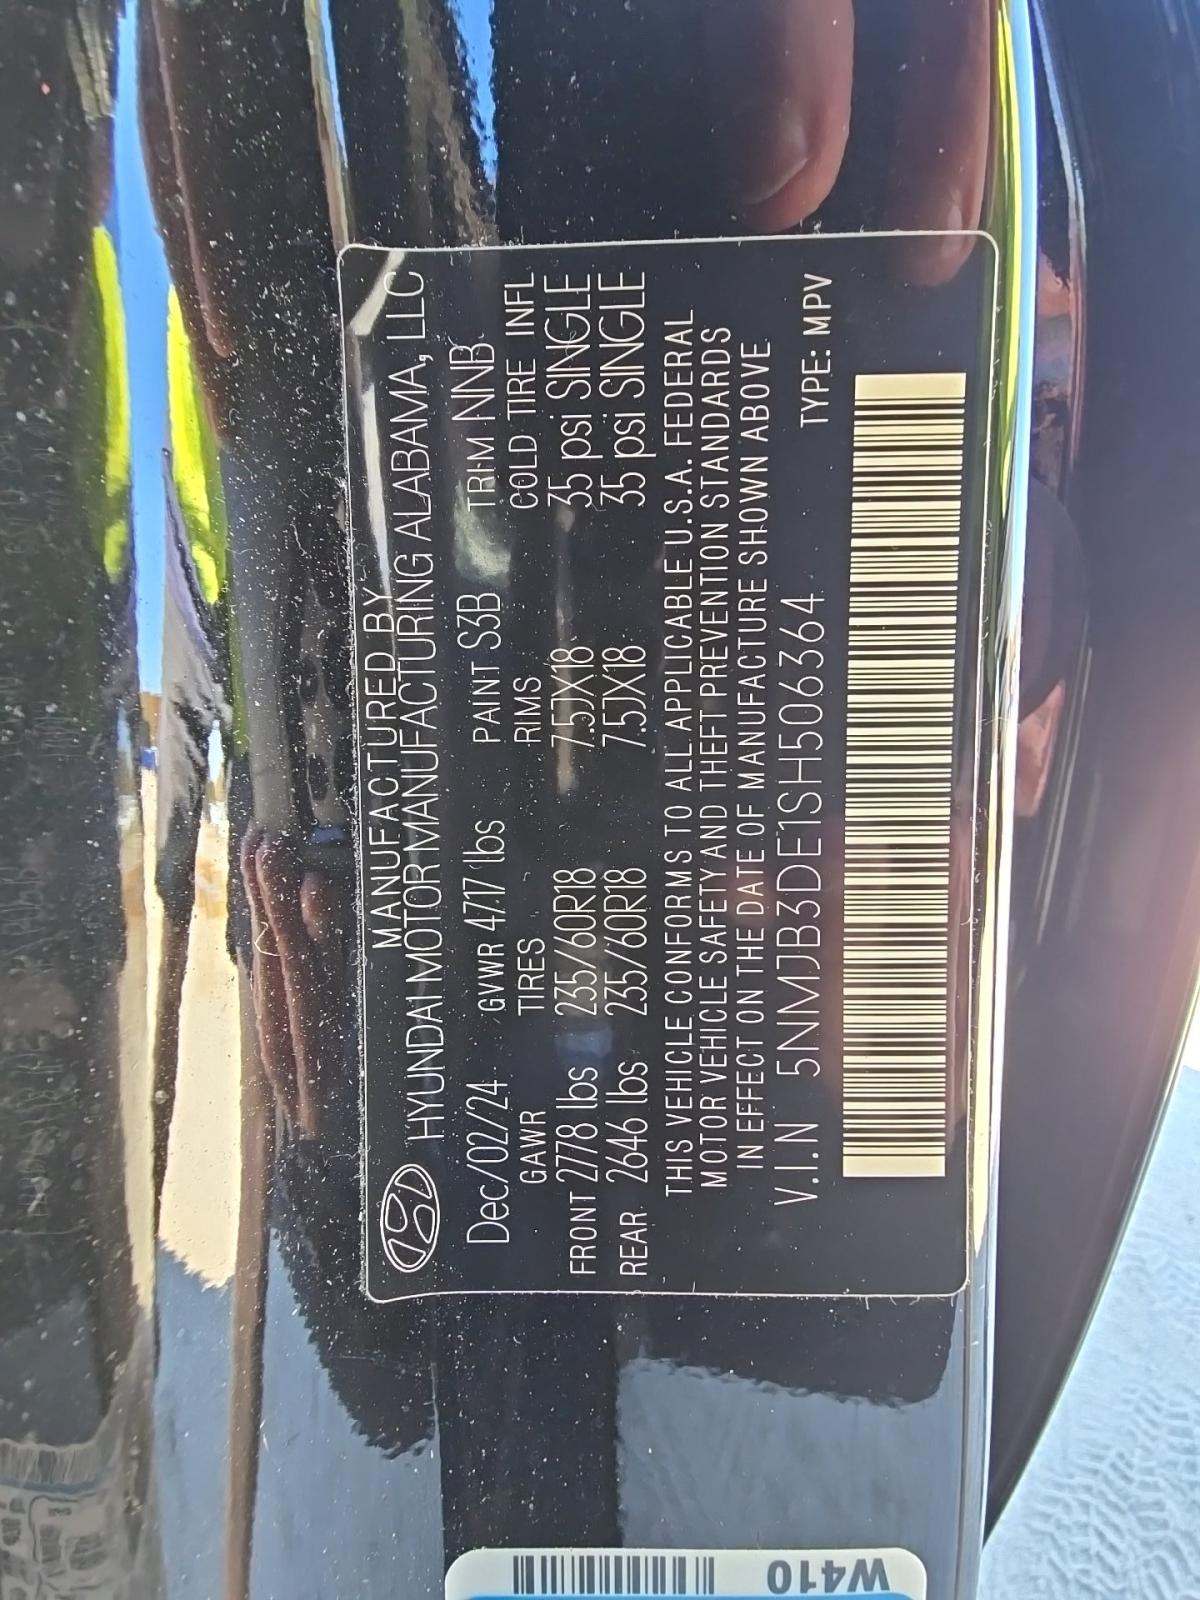 MANUFACTURED BY
HYUNDAI MOTOR MANUFACTURING ALABAMA, LLC
Dec/02/24 GVWR 4717 lbs PAINT S3B TRIM NNB
GAWR TIRES RIMS COLD TIRE INFL
FRONT 2778 lbs 235/60R18 7.5JX18 35 psi SINGLE
REAR 2646 lbs 235/60R18 7.5JX18 35 psi SINGLE
THIS VEHICLE CONFORMS TO ALL APPLICABLE U.S.A. FEDERAL
MOTOR VEHICLE SAFETY AND THEFT PREVENTION STANDARDS
IN EFFECT ON THE DATE OF MANUFACTURE SHOWN ABOVE
V.I.N 5NMJB3DE1SH506364 TYPE: MPV
W410